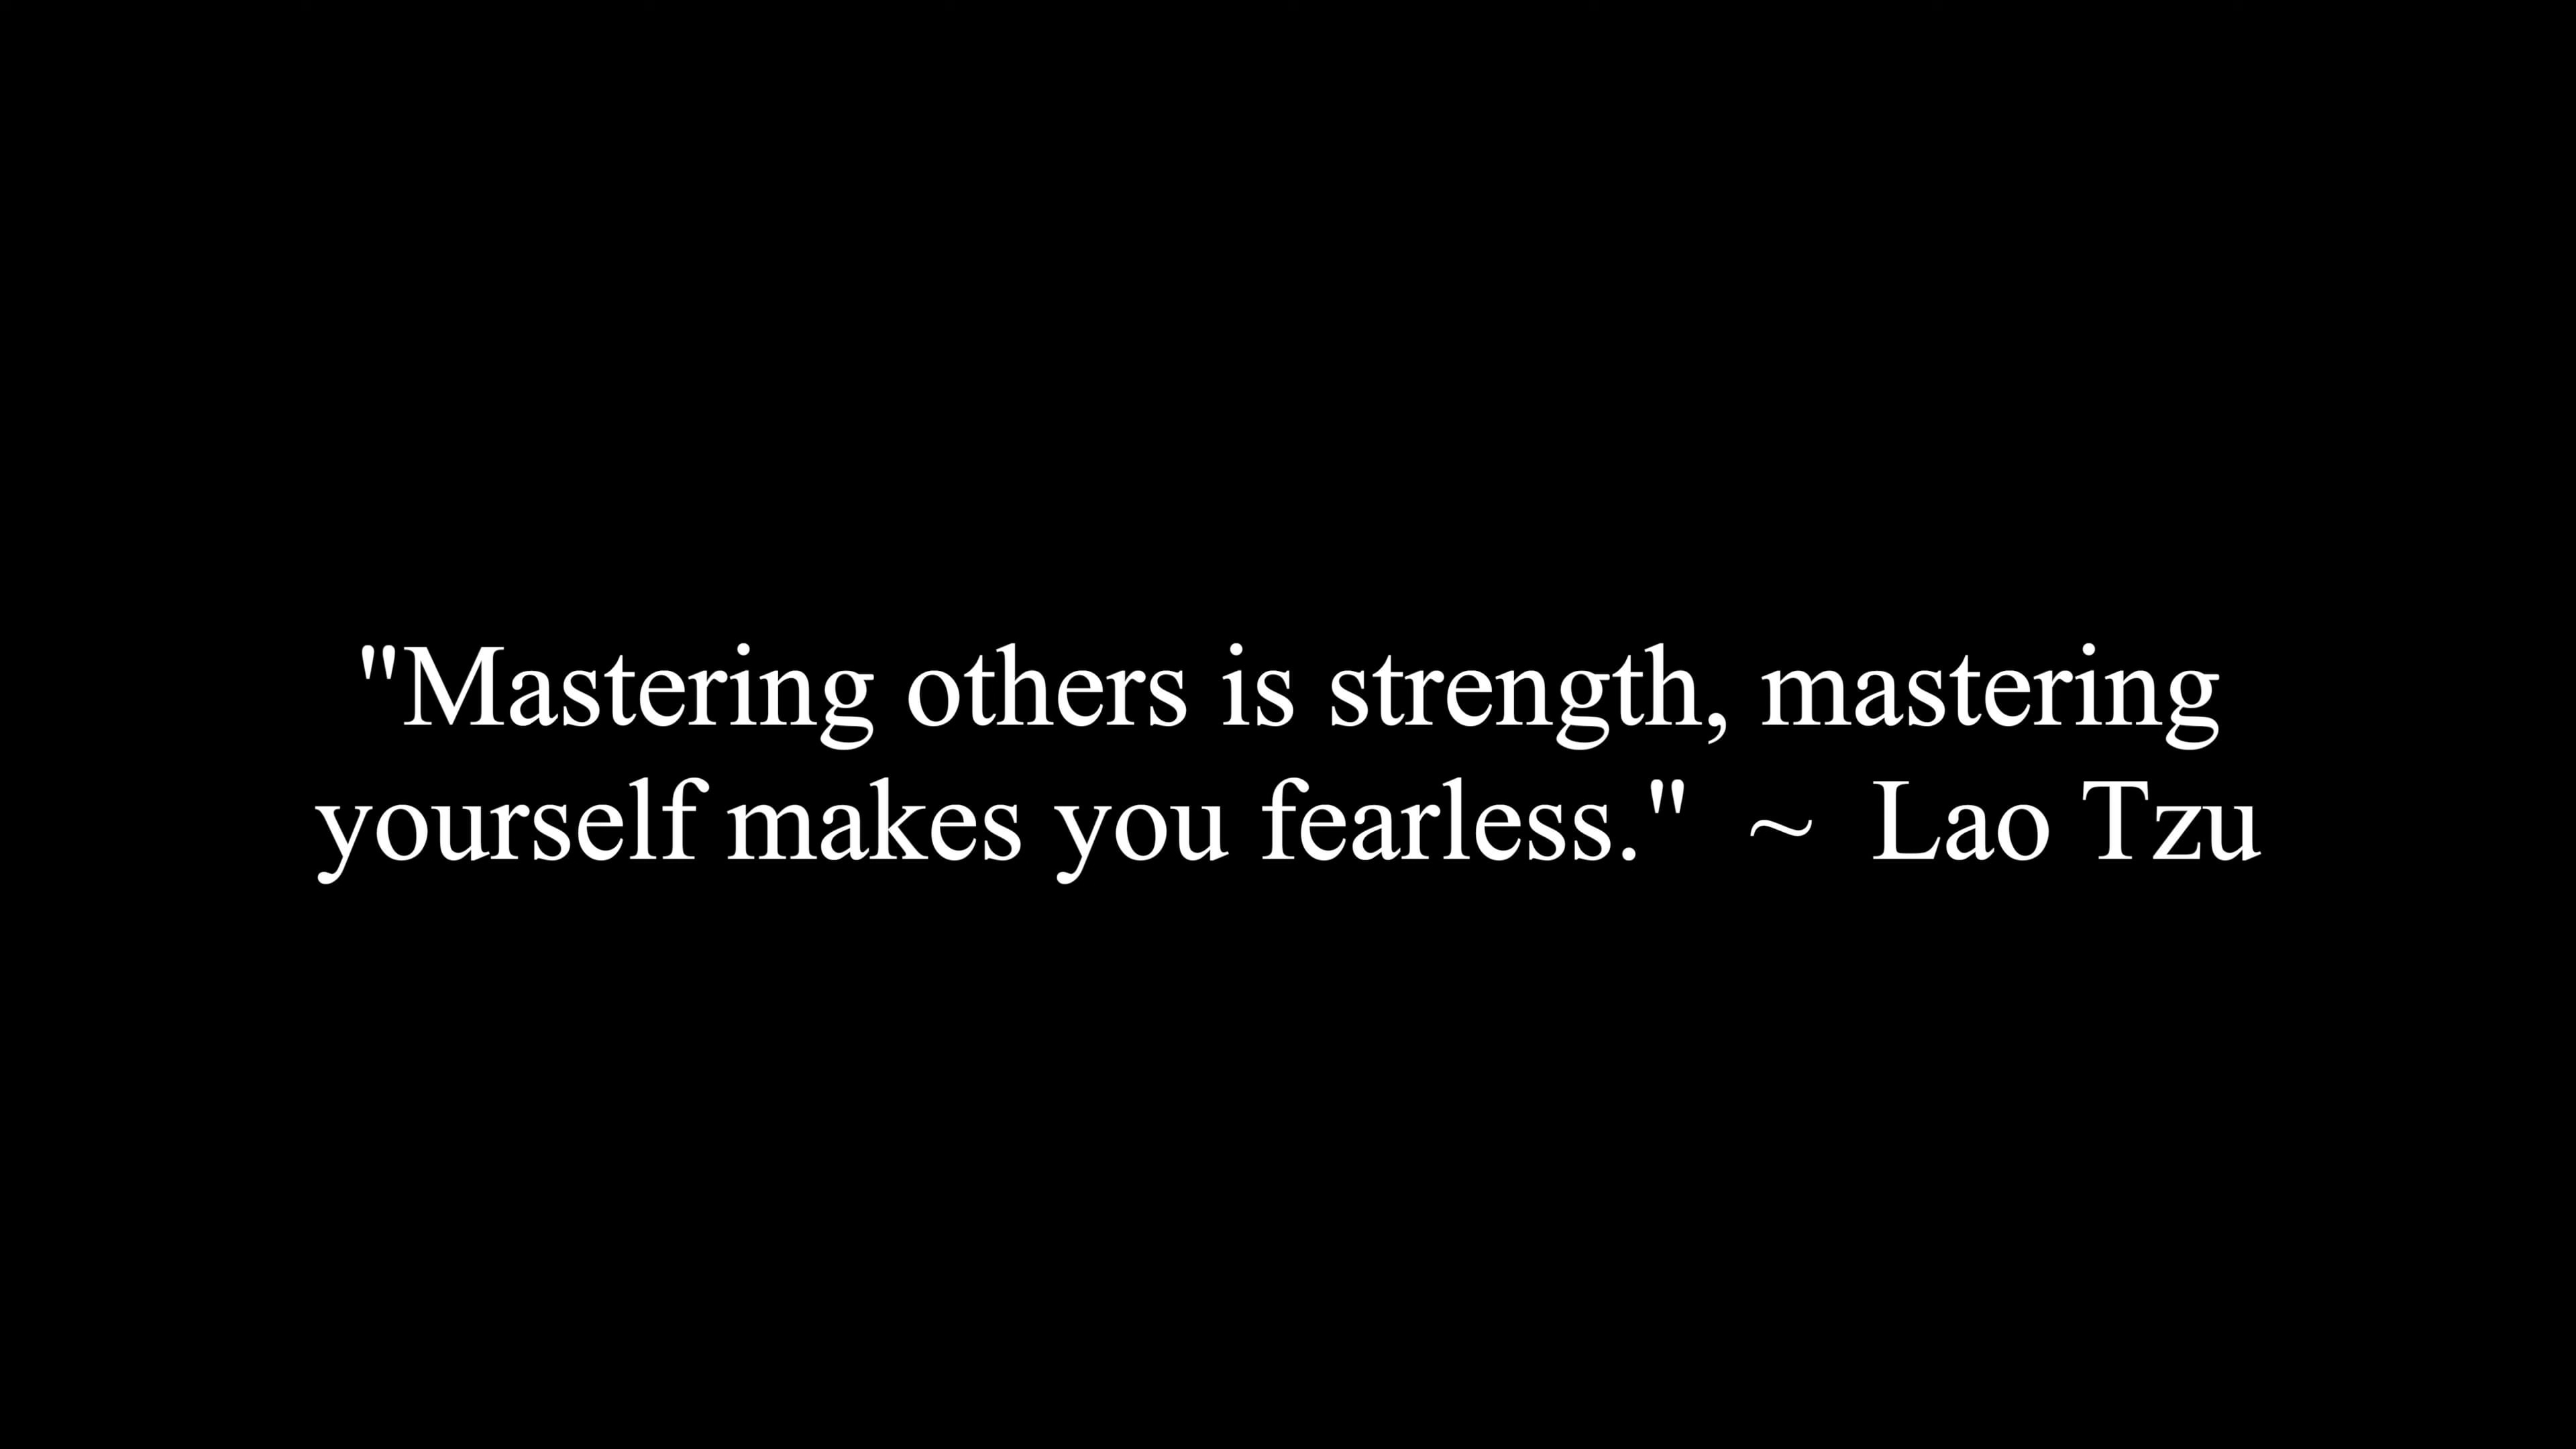 "Mastering others is strength, mastering
yourself makes you fearless."  ~  Lao Tzu